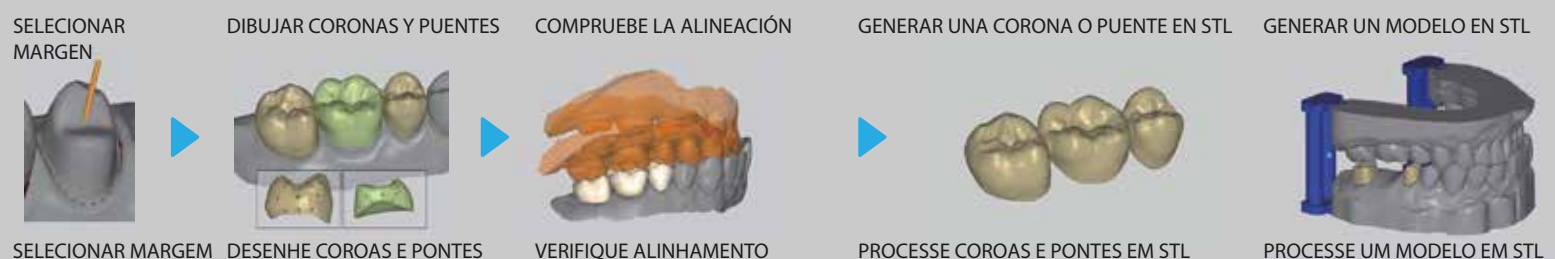 SELECIONAR
MARGEN
DIBUJAR CORONAS Y PUENTES
COMPRUEBE LA ALINEACIÓN
GENERAR UNA CORONA O PUENTE EN STL
GENERAR UN MODELO EN STL
SELECIONAR MARGEM
DESENHE COROAS E PONTES
VERIFIQUE ALINHAMENTO
PROCESSE COROAS E PONTES EM STL
PROCESSE UM MODELO EM STL